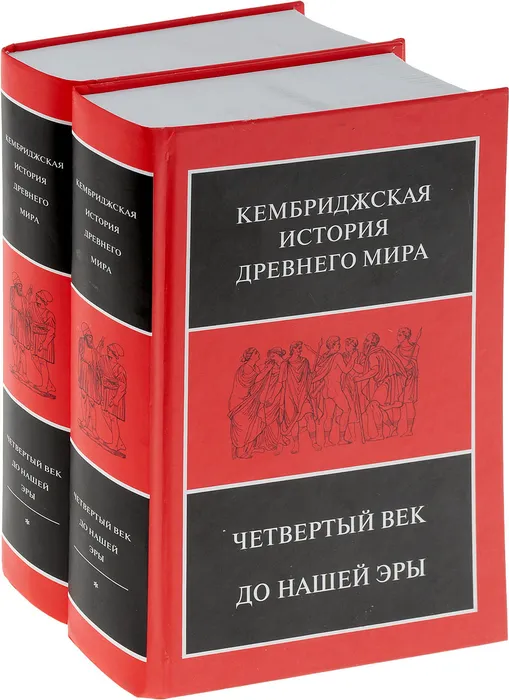 КЕМБРИДЖСКАЯ
ИСТОРИЯ
ДРЕВНЕГО
МИРА
ЧЕТВЕРТЫЙ ВЕК
ДО НАШЕЙ
ЭРЫ
*
КЕМБРИДЖСКАЯ
ИСТОРИЯ
ДРЕВНЕГО
МИРА
ЧЕТВЕРТЫЙ ВЕК
ДО НАШЕЙ
ЭРЫ
*
КЕМБРИДЖСКАЯ
ИСТОРИЯ
ДРЕВНЕГО МИРА
ЧЕТВЕРТЫЙ ВЕК
ДО НАШЕЙ ЭРЫ